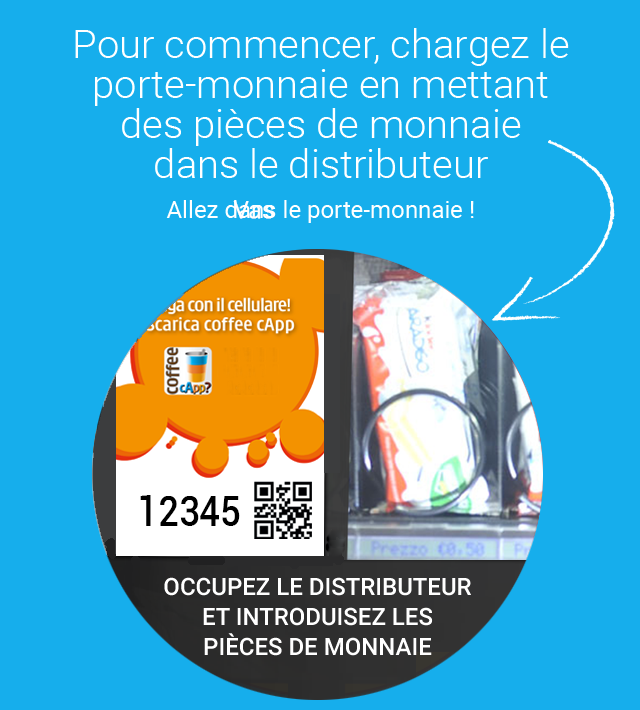 Pour commencer, chargez le
porte-monnaie en mettant
des pièces de monnaie
dans le distributeur
Allez dans le porte-monnaie !
ga con il cellulare!
scarica coffee cApp
coffee
cApp?
12345
Prezzo €0,50
OCCUPEZ LE DISTRIBUTEUR
ET INTRODUISEZ LES
PIÈCES DE MONNAIE